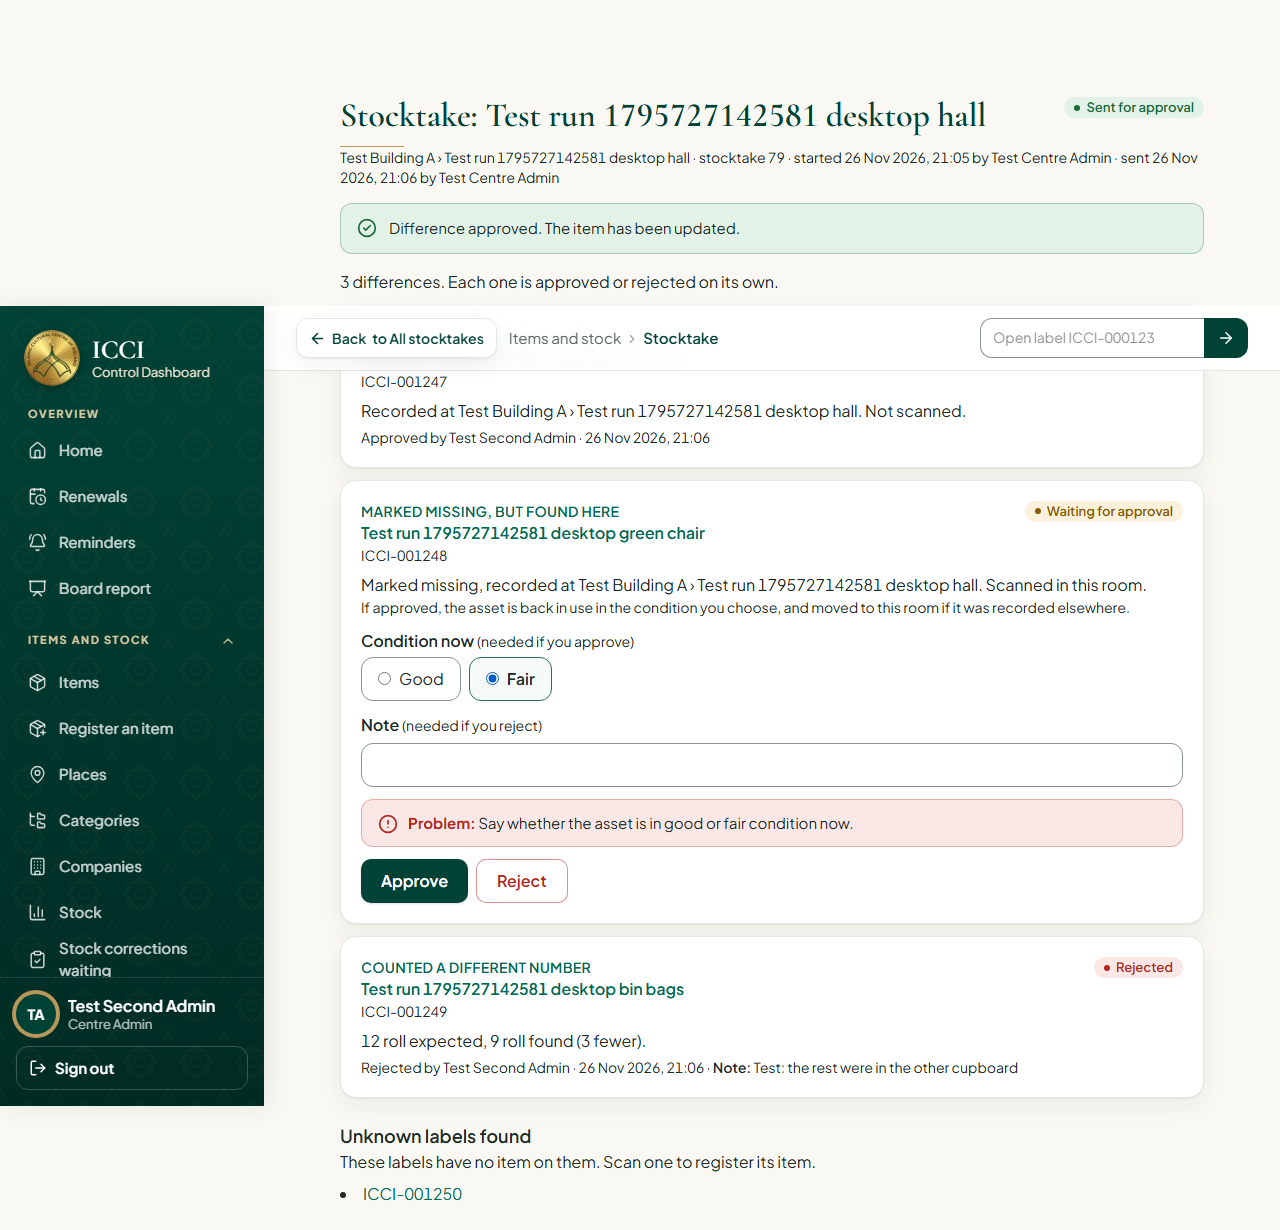 Stocktake: Test run 1795727142581 desktop hall
Sent for approval
Test Building A › Test run 1795727142581 desktop hall · stocktake 79 · started 26 Nov 2026, 21:05 by Test Centre Admin · sent 26 Nov
2026, 21:06 by Test Centre Admin
Difference approved. The item has been updated.
3 differences. Each one is approved or rejected on its own.
ICCI
Control Dashboard
OVERVIEW
Home
Renewals
Reminders
Board report
ITEMS AND STOCK
Items
Register an item
Places
Categories
Companies
Stock
Stock corrections
waiting
TA
Test Second Admin
Centre Admin
Sign out
Back to All stocktakes
Items and stock › Stocktake
Open label ICCI-000123
ICCI-001247
Recorded at Test Building A › Test run 1795727142581 desktop hall. Not scanned.
Approved by Test Second Admin · 26 Nov 2026, 21:06
MARKED MISSING, BUT FOUND HERE
Waiting for approval
Test run 1795727142581 desktop green chair
ICCI-001248
Marked missing, recorded at Test Building A › Test run 1795727142581 desktop hall. Scanned in this room.
If approved, the asset is back in use in the condition you choose, and moved to this room if it was recorded elsewhere.
Condition now (needed if you approve)
Good
Fair
Note (needed if you reject)
Problem: Say whether the asset is in good or fair condition now.
Approve
Reject
COUNTED A DIFFERENT NUMBER
Rejected
Test run 1795727142581 desktop bin bags
ICCI-001249
12 roll expected, 9 roll found (3 fewer).
Rejected by Test Second Admin · 26 Nov 2026, 21:06 · Note: Test: the rest were in the other cupboard
Unknown labels found
These labels have no item on them. Scan one to register its item.
• ICCI-001250